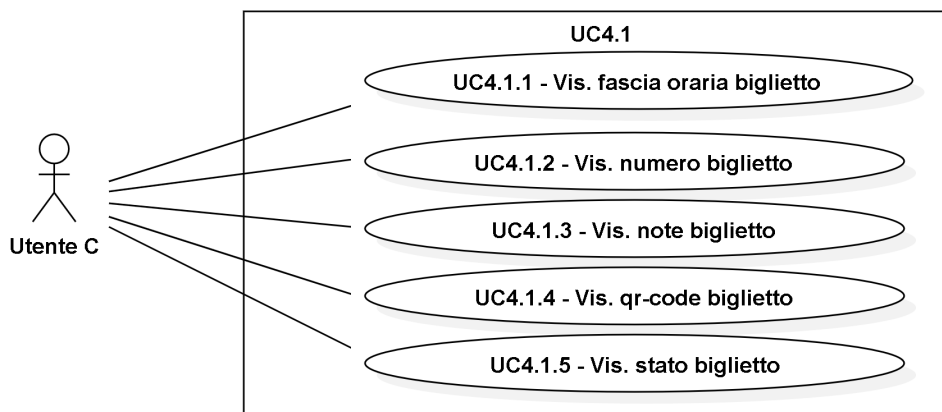 UC4.1
UC4.1.1 - Vis. fascia oraria biglietto
UC4.1.2 - Vis. numero biglietto
UC4.1.3 - Vis. note biglietto
Utente C
UC4.1.4 - Vis. qr-code biglietto
UC4.1.5 - Vis. stato biglietto